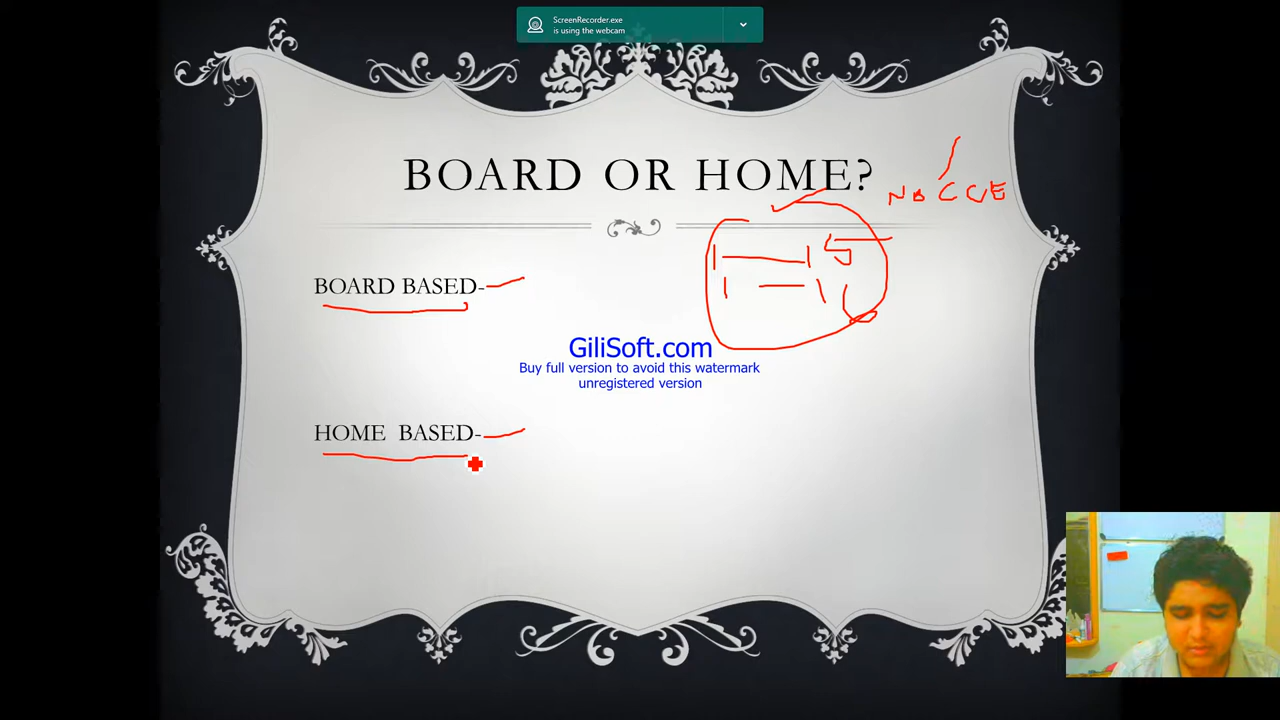 ScreenRecorder.exe
is using the webcam
BOARD OR HOME?
CCE
BOARD BASED-
GiliSoft.com
Buy full version to avoid this watermark
unregistered version
HOME BASED-